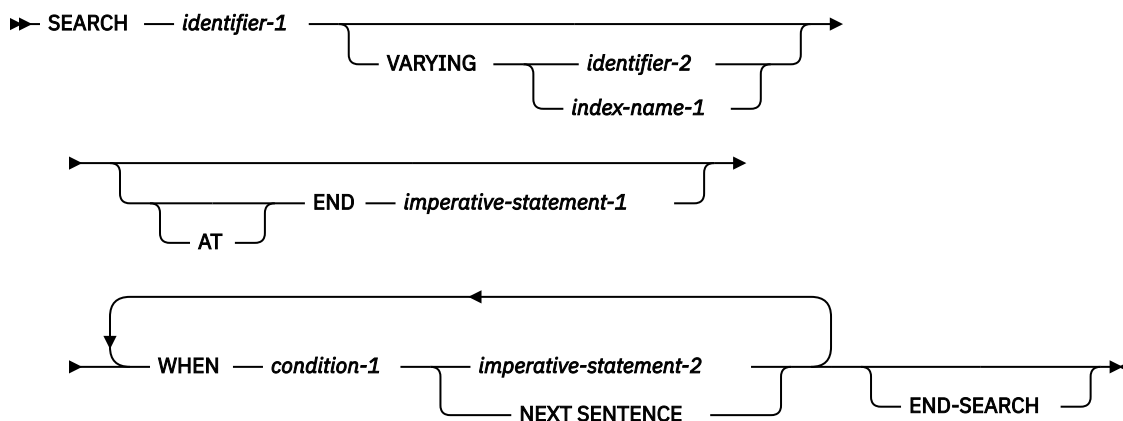 SEARCH identifier-1
VARYING identifier-2
index-name-1
END imperative-statement-1
AT
WHEN condition-1 imperative-statement-2
NEXT SENTENCE END-SEARCH